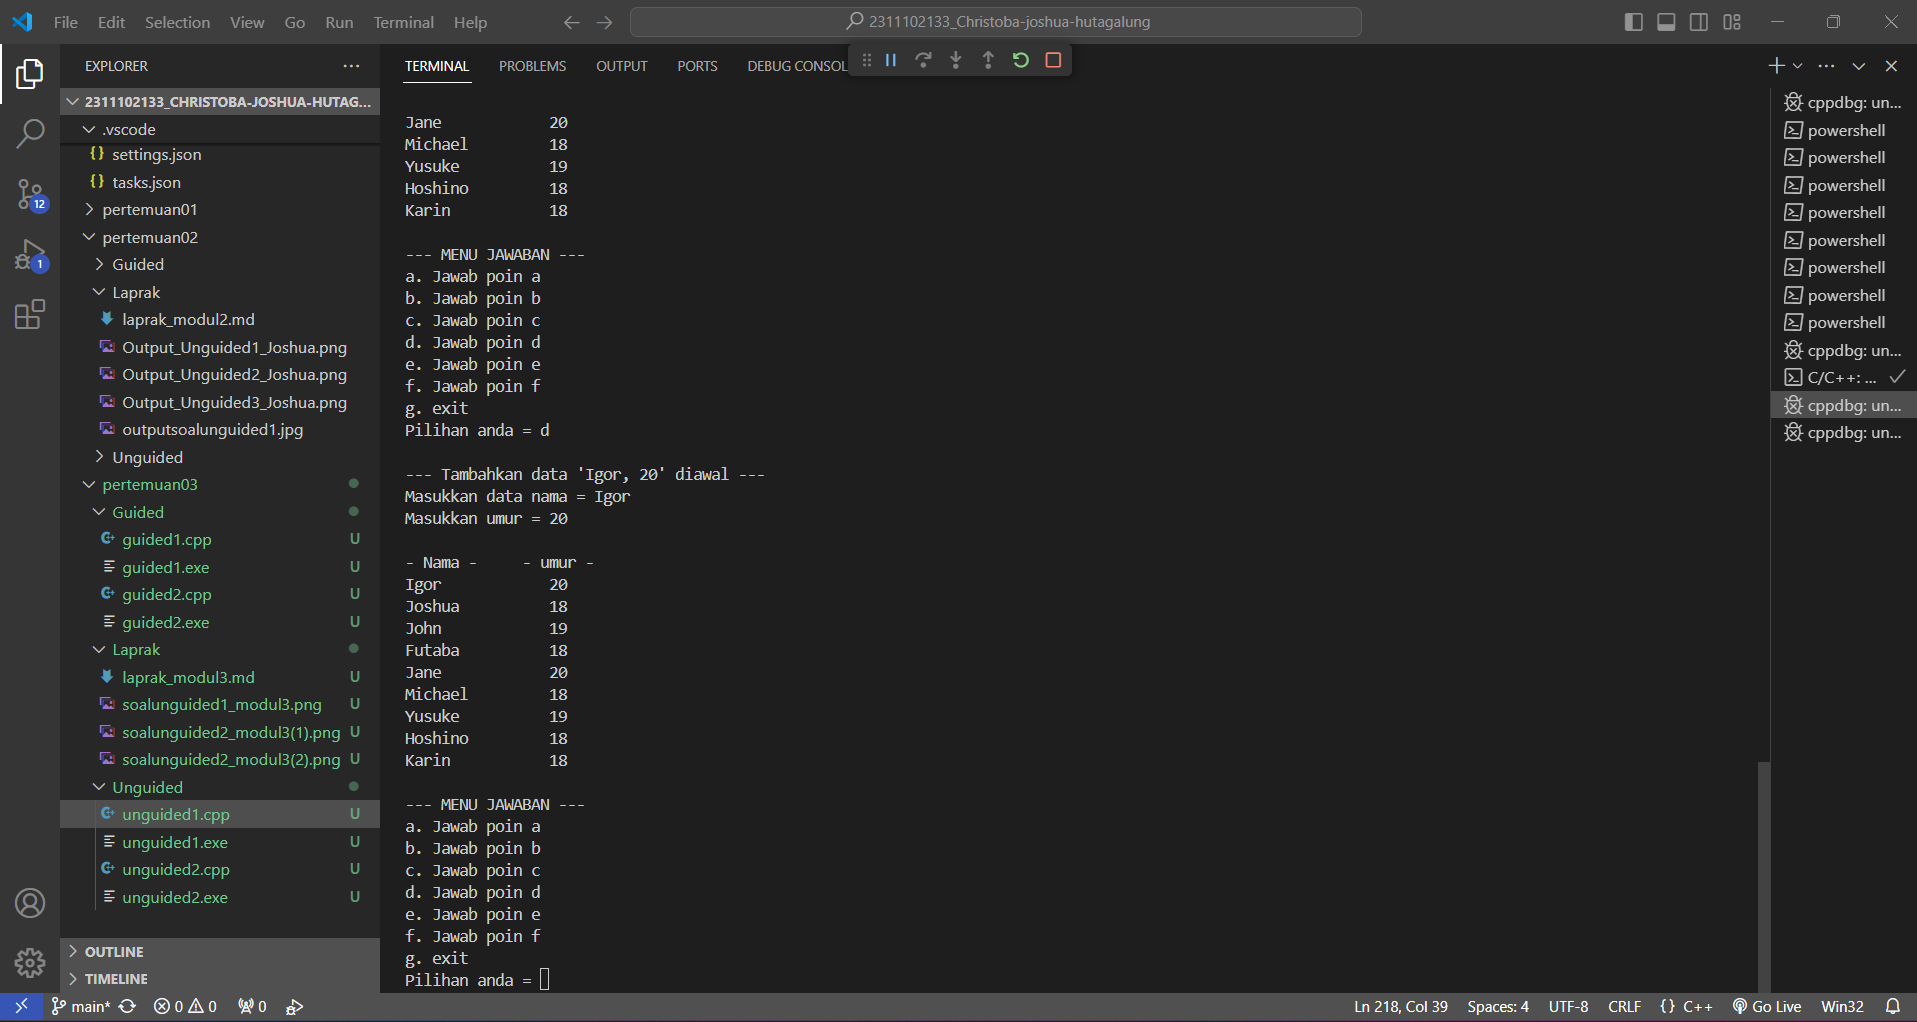 File Edit Selection View Go Run Terminal Help
2311102133_Christoba-joshua-hutagalung
EXPLORER
2311102133_CHRISTOBA-JOSHUA-HUTAG...
.vscode
settings.json
tasks.json
pertemuan01
pertemuan02
Guided
Laprak
laprak_modul2.md
Output_Unguided1_Joshua.png
Output_Unguided2_Joshua.png
Output_Unguided3_Joshua.png
outputsoalunguided1.jpg
Unguided
pertemuan03
Guided
guided1.cpp U
guided1.exe U
guided2.cpp U
guided2.exe U
Laprak
laprak_modul3.md U
soalunguided1_modul3.png U
soalunguided2_modul3(1).png U
soalunguided2_modul3(2).png U
Unguided
unguided1.cpp U
unguided1.exe U
unguided2.cpp U
unguided2.exe U
OUTLINE
TIMELINE
12
1
TERMINAL PROBLEMS OUTPUT PORTS DEBUG CONSOL
Jane 20
Michael 18
Yusuke 19
Hoshino 18
Karin 18
--- MENU JAWABAN ---
a. Jawab poin a
b. Jawab poin b
c. Jawab poin c
d. Jawab poin d
e. Jawab poin e
f. Jawab poin f
g. exit
Pilihan anda = d
--- Tambahkan data 'Igor, 20' diawal ---
Masukkan data nama = Igor
Masukkan umur = 20
- Nama - - umur -
Igor 20
Joshua 18
John 19
Futaba 18
Jane 20
Michael 18
Yusuke 19
Hoshino 18
Karin 18
--- MENU JAWABAN ---
a. Jawab poin a
b. Jawab poin b
c. Jawab poin c
d. Jawab poin d
e. Jawab poin e
f. Jawab poin f
g. exit
Pilihan anda =
cppdbg: un...
powershell
powershell
powershell
powershell
powershell
powershell
powershell
powershell
cppdbg: un...
C/C++: ...
cppdbg: un...
cppdbg: un...
main* 0 0 0 Ln 218, Col 39 Spaces: 4 UTF-8 CRLF {} C++ Go Live Win32